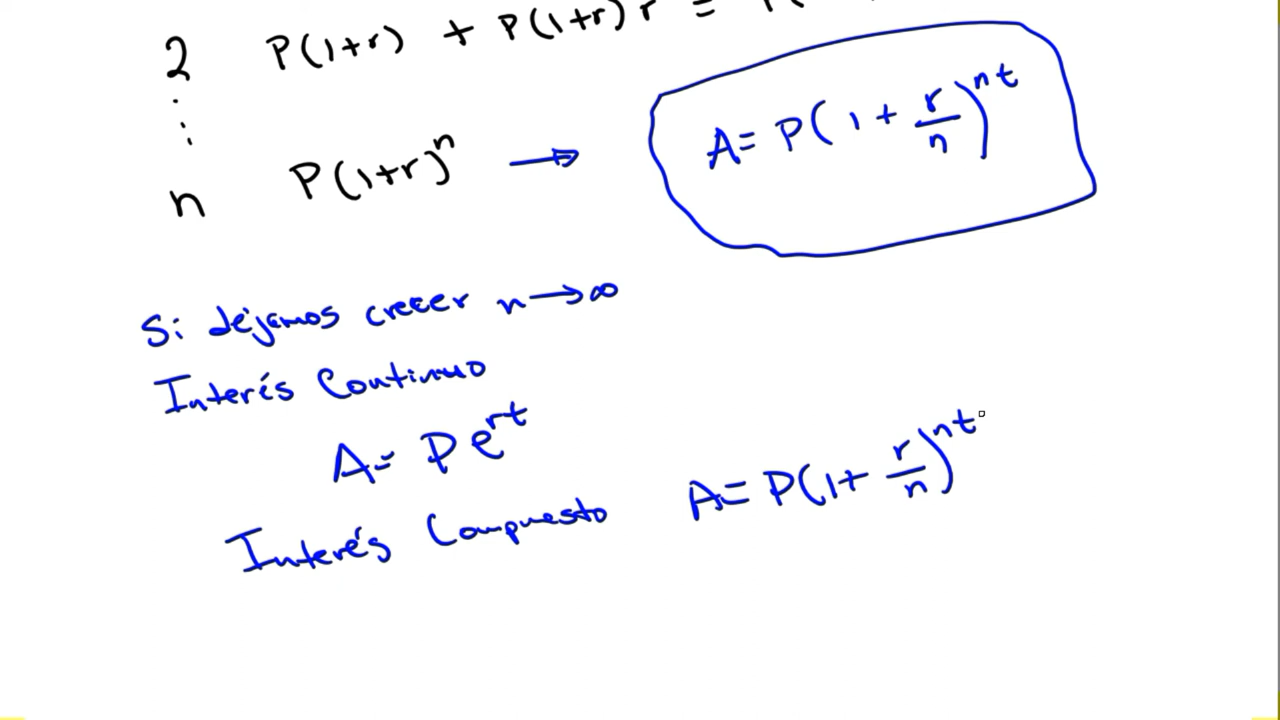 2 P(1+r) + P(1+r)r =
⋮
n P(1+r)^n → A = P(1 + r/n)^{nt}
Si dejamos crecer n → ∞
Interés Continuo
A = Pe^{rt}
Interés Compuesto A = P(1 + r/n)^{nt}